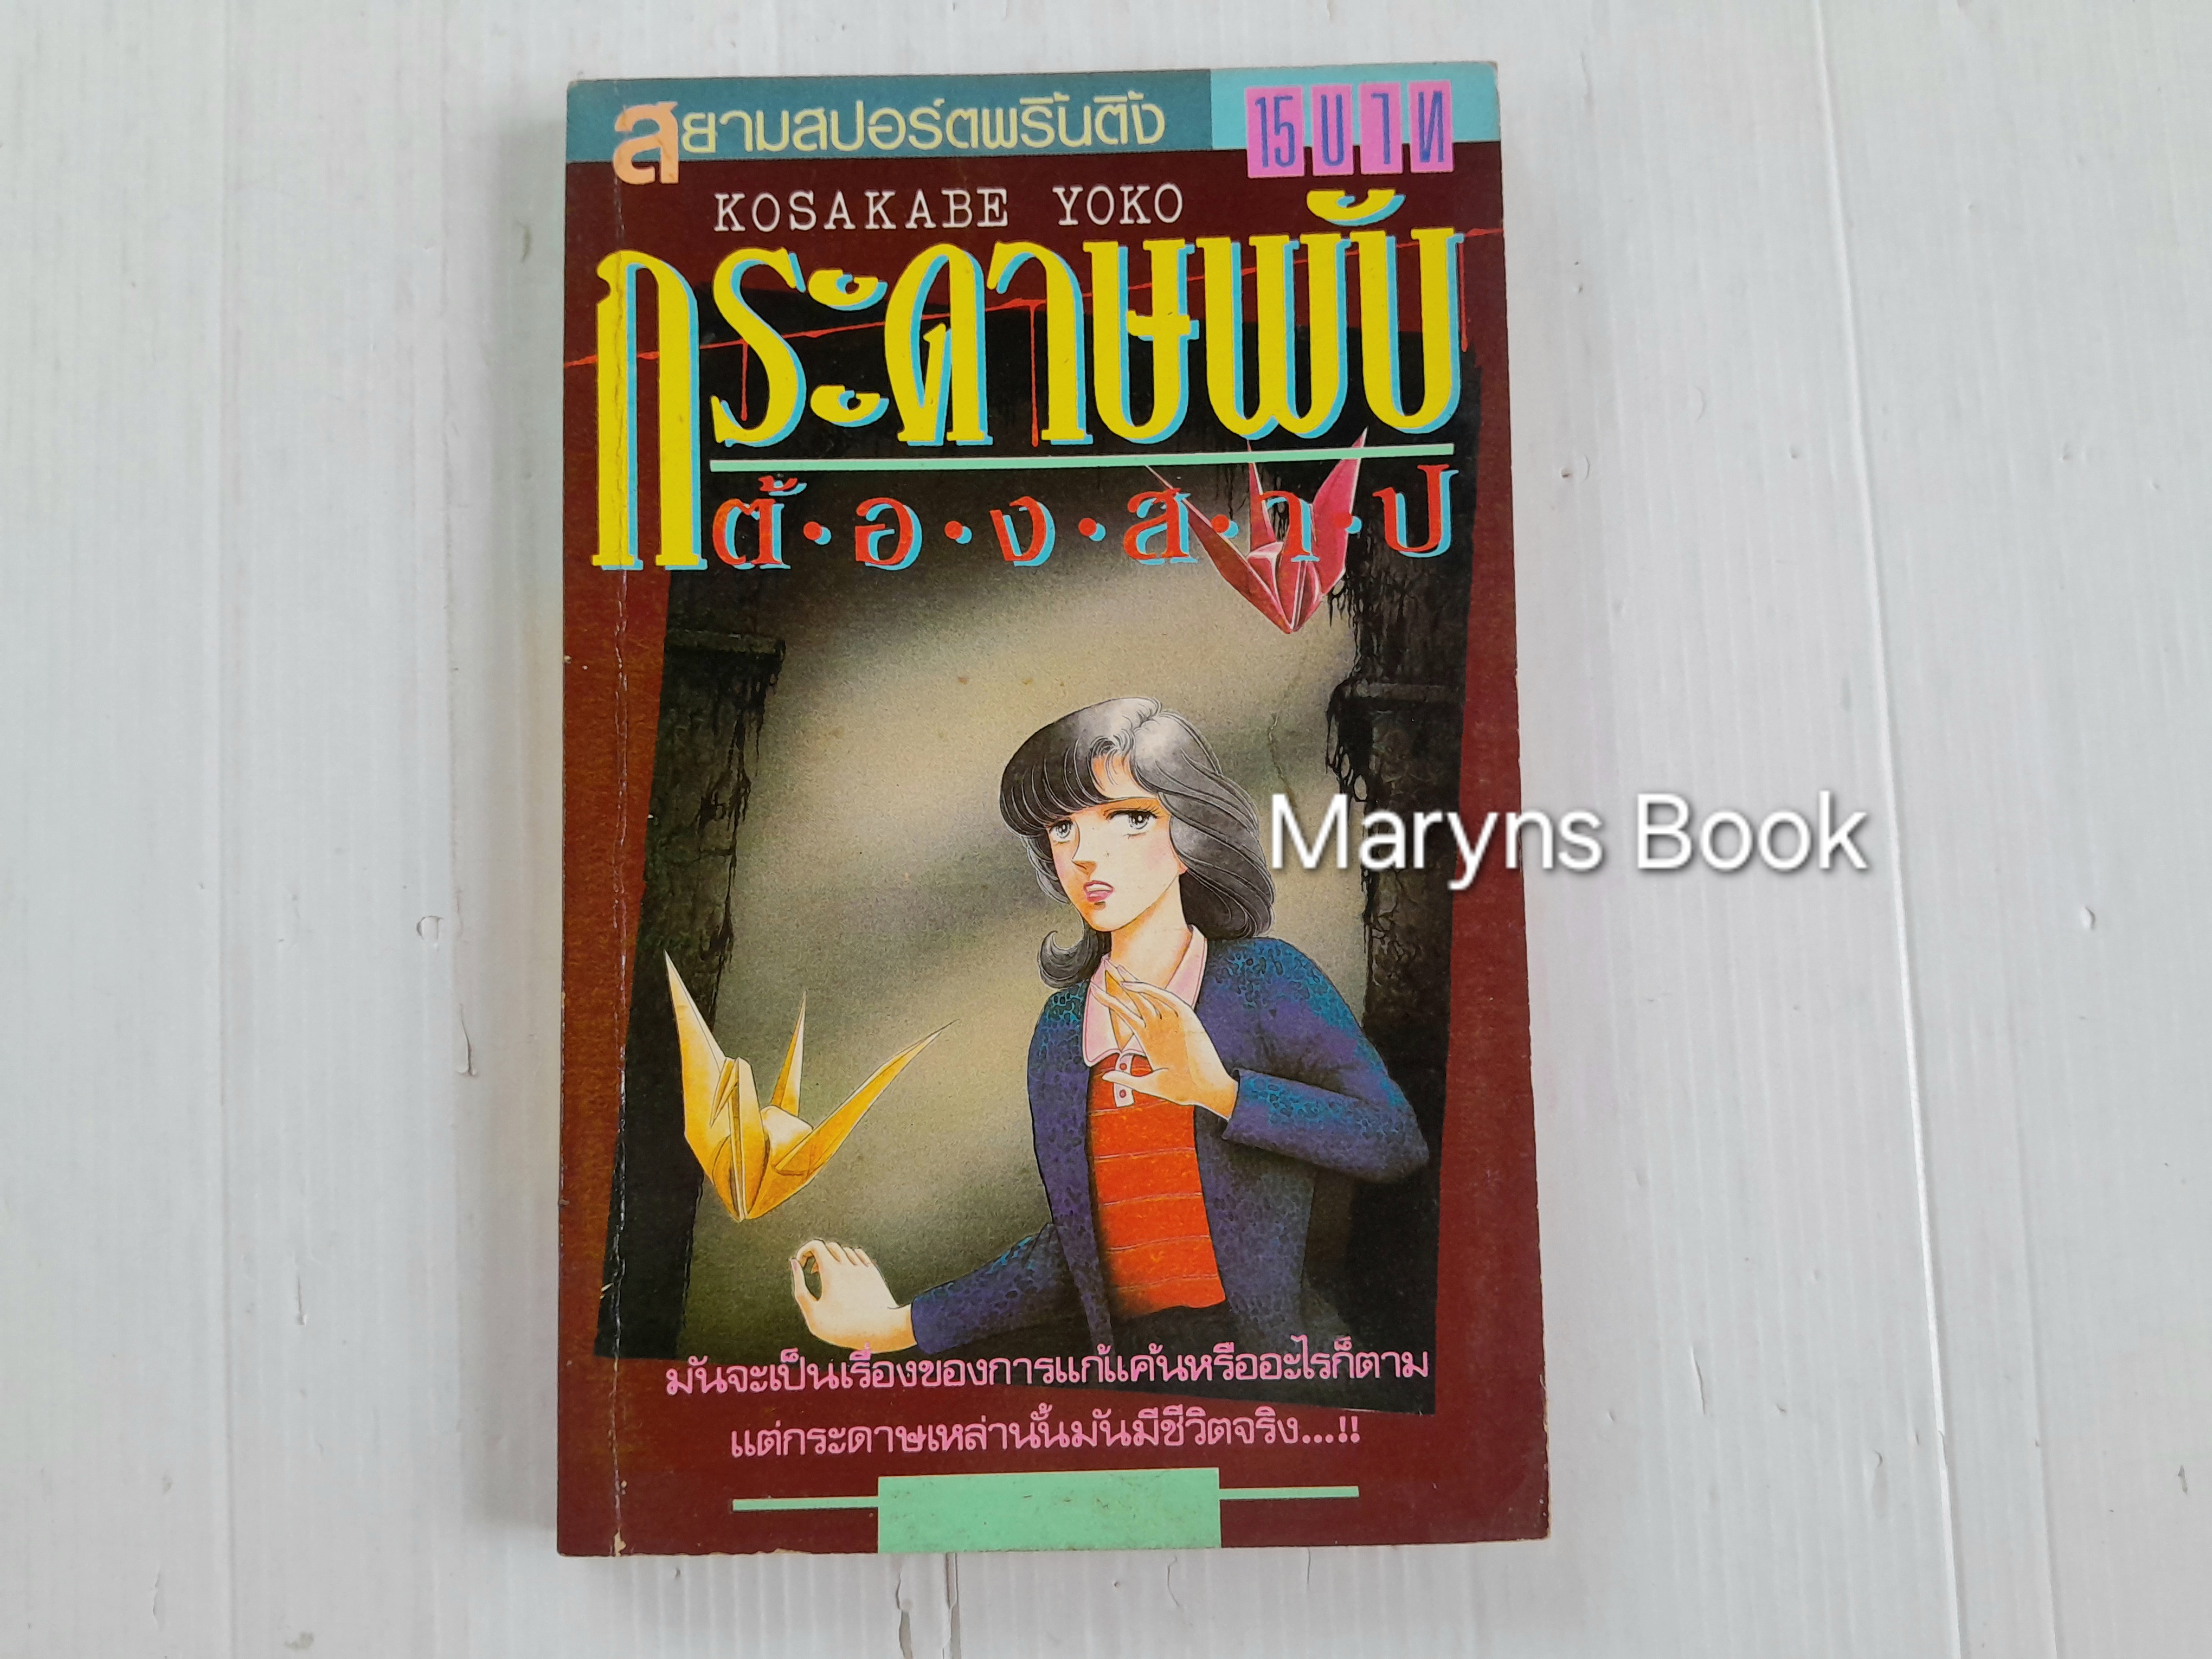 สยามสปอร์ตพริ้นติ้ง
15 บาท
KOSAKABE YOKO
กระดาษพับ
ต้•อ•ง•ส•า•ป
Maryns Book
มันจะเป็นเรื่องของการแก้แค้นหรืออะไรก็ตาม
แต่กระดาษเหล่านั้นมันมีชีวิตจริง...!!